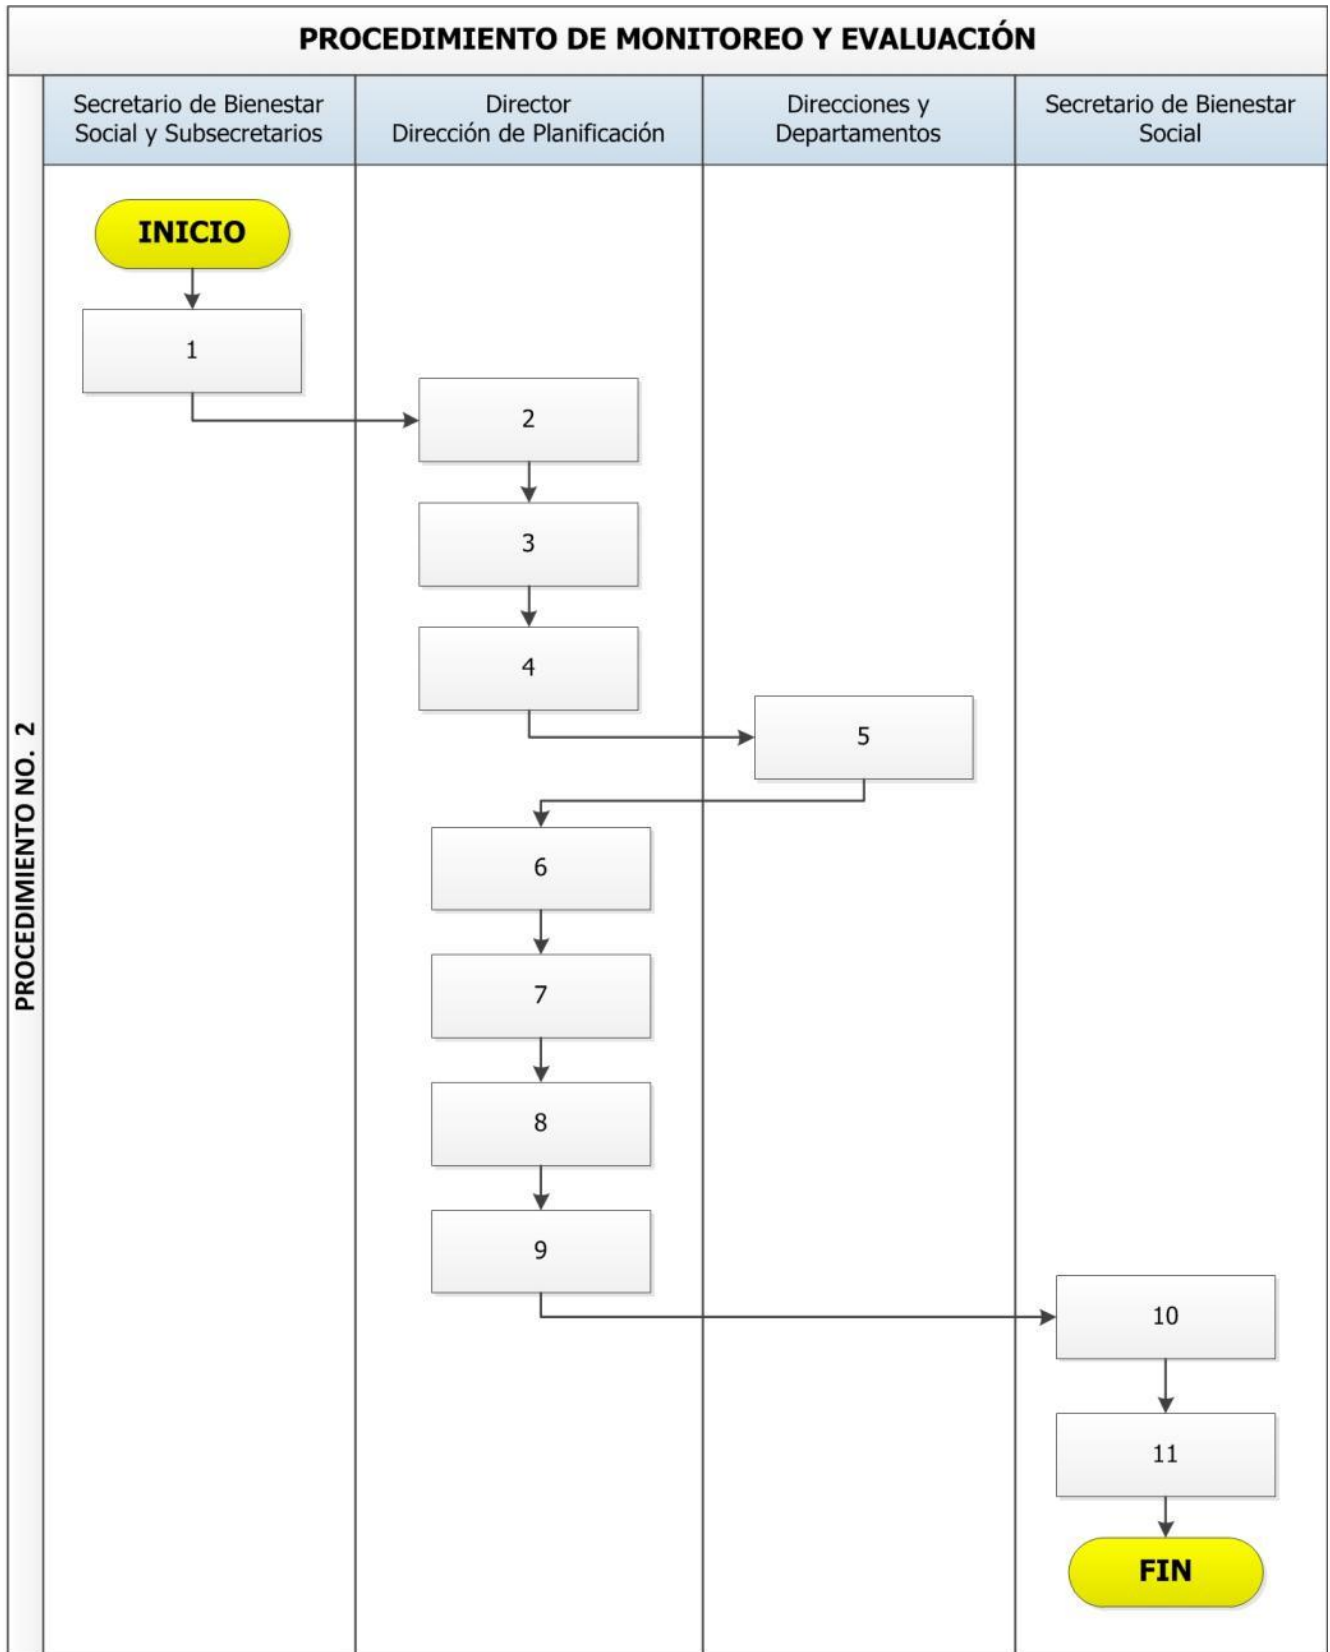 PROCEDIMIENTO DE MONITOREO Y EVALUACIÓN
PROCEDIMIENTO NO. 2
Secretario de Bienestar
Social y Subsecretarios
Director
Dirección de Planificación
Direcciones y
Departamentos
Secretario de Bienestar
Social
INICIO
1
2
3
4
5
6
7
8
9
10
11
FIN